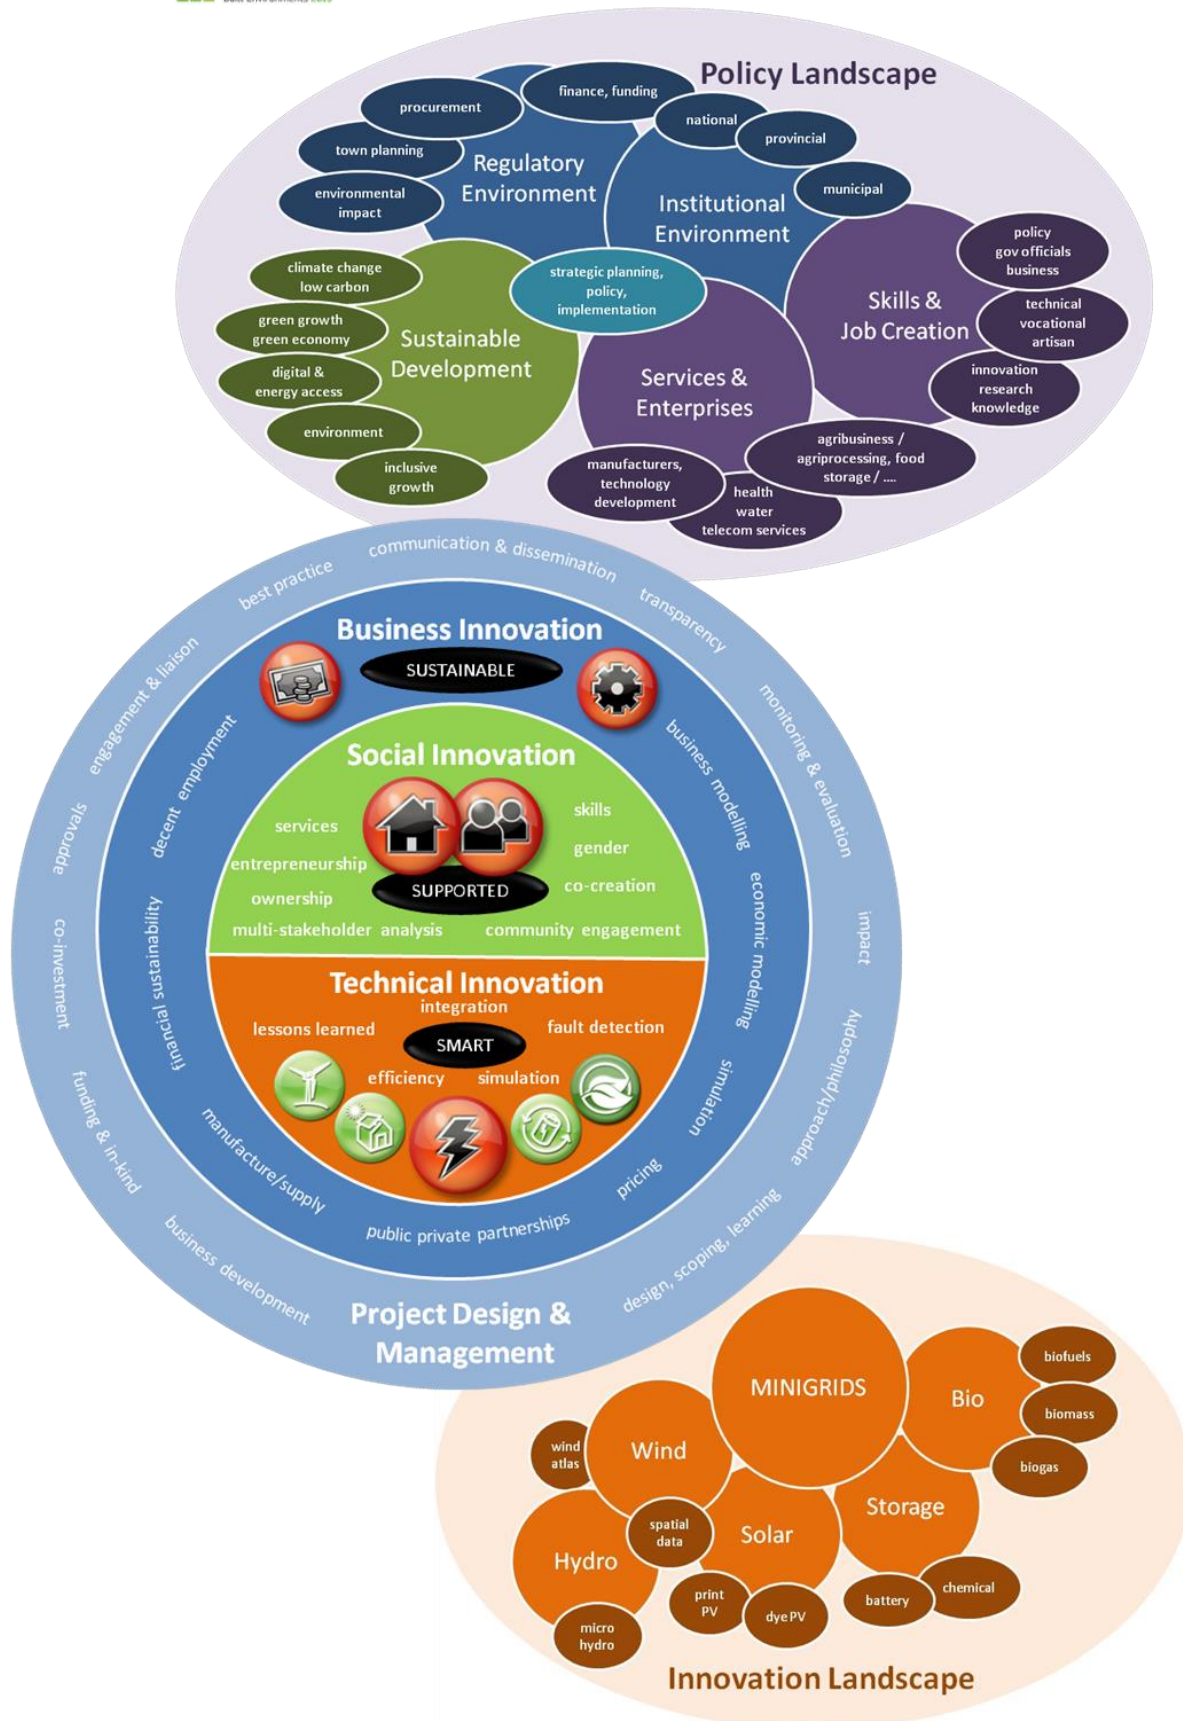 Policy Landscape
finance, funding
procurement
national
provincial
town planning
Regulatory
Environment
environmental
impact
municipal
Institutional
Environment
policy
gov officials
business
climate change
low carbon
strategic planning,
policy,
implementation
Skills &
Job Creation
technical
vocational
artisan
green growth
green economy
Sustainable
Development
digital &
energy access
Services &
Enterprises
innovation
research
knowledge
environment
agribusiness /
agriprocessing, food
storage / ....
inclusive
growth
manufacturers,
technology
development
health
water
telecom services
communication & dissemination
best practice
transparency
engagement & liaison
monitoring & evaluation
approvals
impact
co-investment
approach/philosophy
funding & in-kind
design, scoping, learning
business development
Project Design &
Management
Business Innovation
SUSTAINABLE
decent employment
business modelling
financial sustainability
economic modelling
simulation
manufacture/supply
pricing
public private partnerships
Social Innovation
services
skills
entrepreneurship
gender
ownership
SUPPORTED
co-creation
multi-stakeholder analysis
community engagement
Technical Innovation
integration
lessons learned
fault detection
SMART
efficiency
simulation
MINIGRIDS
Bio
biofuels
biomass
biogas
wind
atlas
Wind
Storage
spatial
data
Solar
Hydro
print
PV
dye PV
battery
chemical
micro
hydro
Innovation Landscape